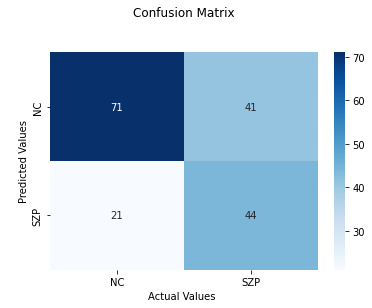 Confusion Matrix
70
NC
71
41
60
Predicted Values
50
40
SZP
21
44
30
NC
SZP
Actual Values